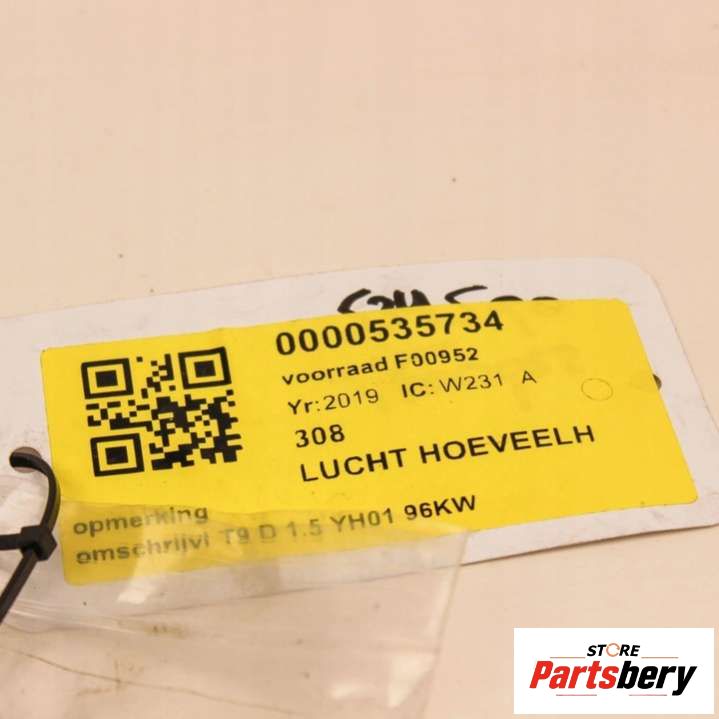 0000535734
voorraad F00952
Yr:2019 IC:W231 A
308
LUCHT HOEVEELH
opmerking
omschrijvi T9 D 1.5 YH01 96KW
STORE
Partsbery